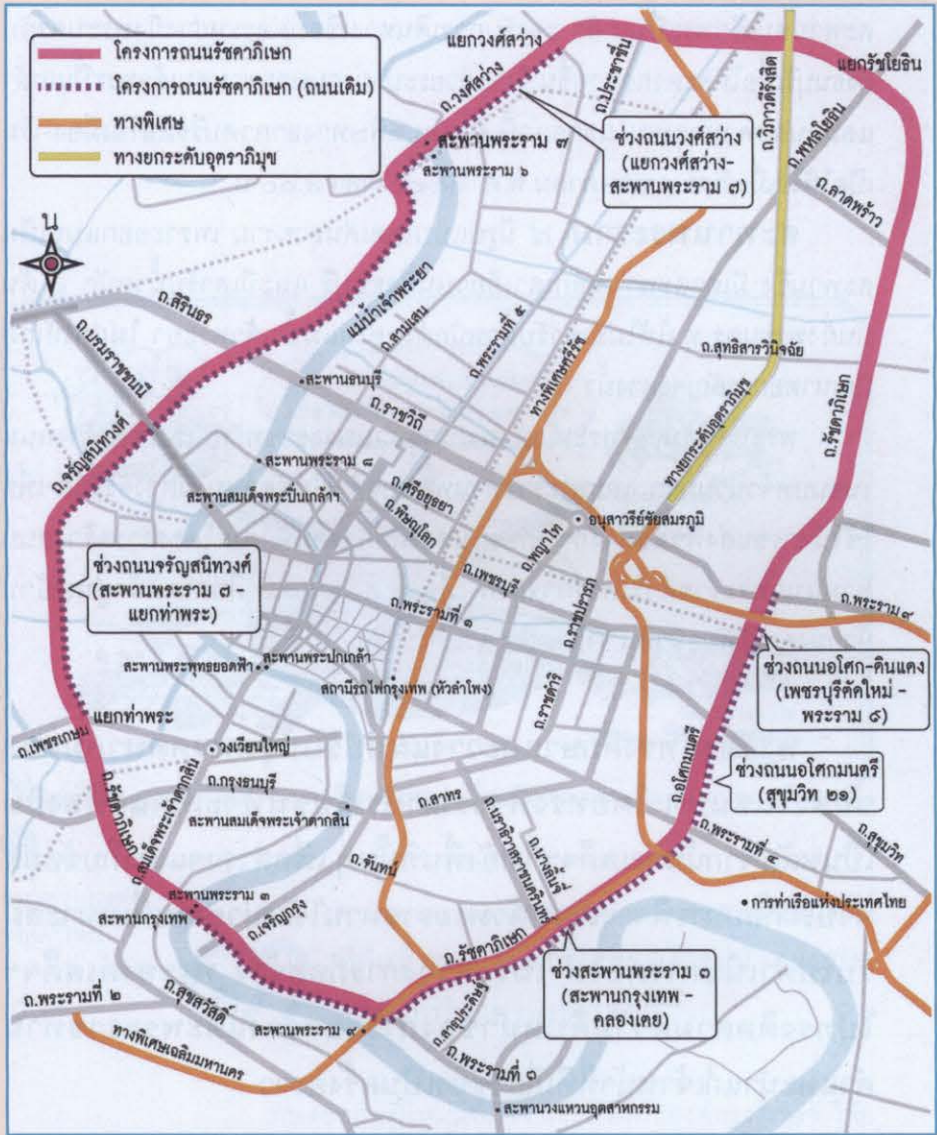 โครงการถนนรัชดาภิเษก
โครงการถนนรัชดาภิเษก (ถนนเดิม)
ทางพิเศษ
ทางยกระดับอุตราภิมุข
แยกวงศ์สว่าง
ถ.วงศ์สว่าง
ถ.ประชาชื่น
ถ.วิภาวดีรังสิต
แยกรัชโยธิน
ถ.พหลโยธิน
ถ.ลาดพร้าว
สะพานพระราม ๗
สะพานพระราม ๖
ช่วงถนนวงศ์สว่าง
(แยกวงศ์สว่าง-
สะพานพระราม ๗)
น
ถ.สิรินธร
แม่น้ำเจ้าพระยา
ถ.สามเสน
ถ.พระรามที่ ๕
ทางพิเศษศรีรัช
ถ.สุทธิสารวินิจฉัย
ถ.บรมราชชนนี
สะพานธนบุรี
ถ.ราชวิถี
ทางยกระดับอุตราภิมุข
ถ.รัชดาภิเษก
ถ.จรัญสนิทวงศ์
สะพานพระราม ๘
สะพานสมเด็จพระปิ่นเกล้าฯ
ถ.ศรีอยุธยา
ถ.พิษณุโลก
อนุสาวรีย์ชัยสมรภูมิ
ถ.พญาไท
ถ.เพชรบุรี
ช่วงถนนจรัญสนิทวงศ์
(สะพานพระราม ๗ -
แยกท่าพระ)
ถ.พระรามที่ ๑
ถ.ราชปรารภ
ถ.พระราม ๙
สะพานพระปกเกล้า
สะพานพระพุทธยอดฟ้า
สถานีรถไฟกรุงเทพ (หัวลำโพง)
ช่วงถนนอโศก-ดินแดง
(เพชรบุรีตัดใหม่ -
พระราม ๙)
แยกท่าพระ
ถ.เพชรเกษม
วงเวียนใหญ่
ถ.ราชดำริ
ถ.อโศกมนตรี
ช่วงถนนอโศกมนตรี
(สุขุมวิท ๒๑)
ถ.รัชดาภิเษก
ถ.สมเด็จพระเจ้าตากสิน
ถ.กรุงธนบุรี
สะพานสมเด็จพระเจ้าตากสิน
ถ.สาทร
ถ.นราธิวาสราชนครินทร์
ถ.นางลิ้นจี่
ถ.พระรามที่ ๔
ถ.สุขุมวิท
ถ.จันทน์
การท่าเรือแห่งประเทศไทย
สะพานพระราม ๓
สะพานกรุงเทพ
ถ.เจริญกรุง
ถ.รัชดาภิเษก
ช่วงสะพานพระราม ๓
(สะพานกรุงเทพ -
คลองเตย)
ถ.พระรามที่ ๒
ถ.สุขสวัสดิ์
ทางพิเศษเฉลิมมหานคร
สะพานพระราม ๙
ถ.สาธุประดิษฐ์
ถ.พระรามที่ ๓
สะพานวงแหวนอุตสาหกรรม